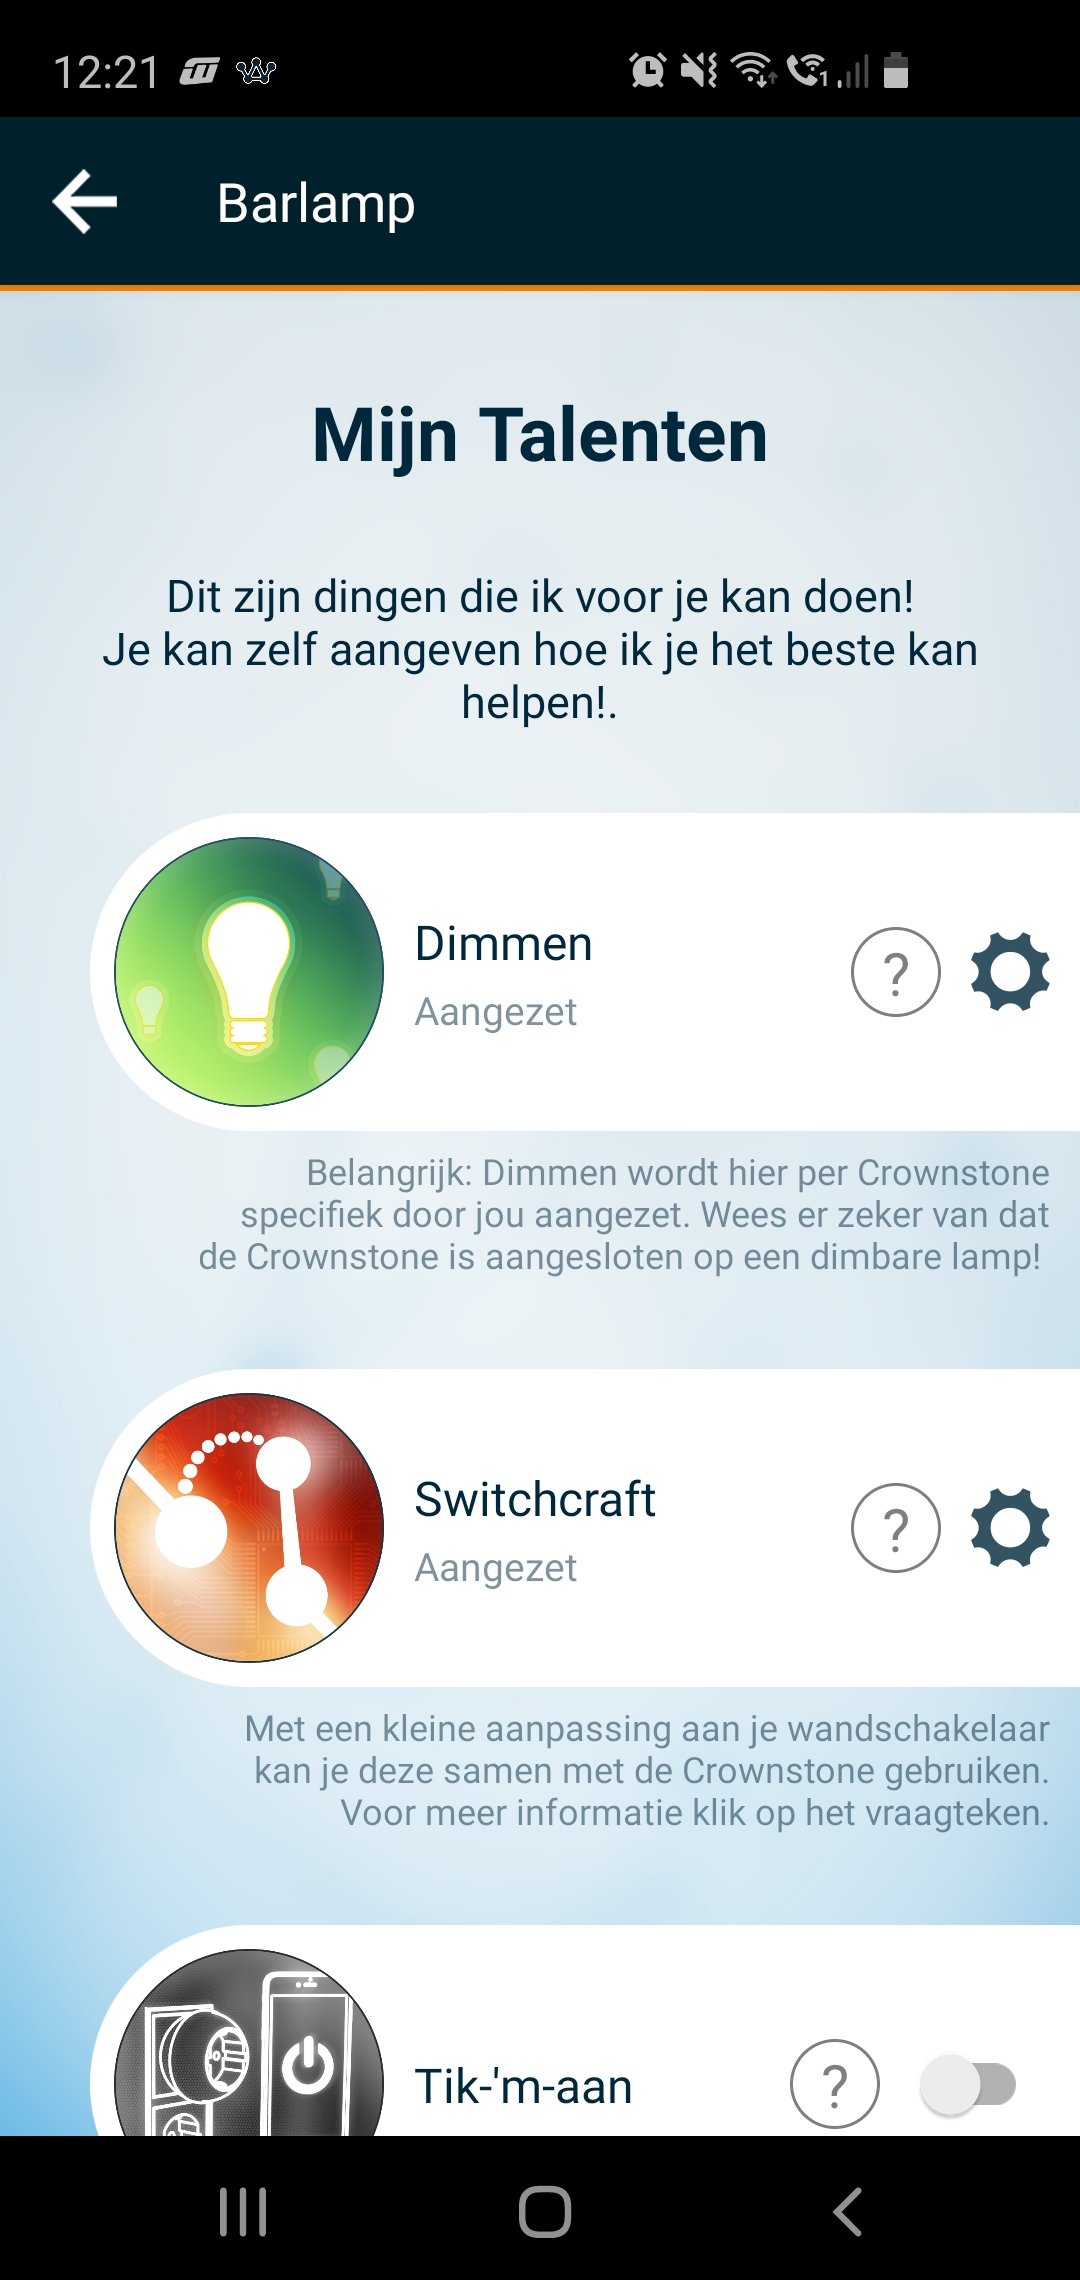 12:21
Barlamp
Mijn Talenten
Dit zijn dingen die ik voor je kan doen!
Je kan zelf aangeven hoe ik je het beste kan
helpen!.
Dimmen
?
Aangezet
Belangrijk: Dimmen wordt hier per Crownstone
specifiek door jou aangezet. Wees er zeker van dat
de Crownstone is aangesloten op een dimbare lamp!
Switchcraft
?
Aangezet
Met een kleine aanpassing aan je wandschakelaar
kan je deze samen met de Crownstone gebruiken.
Voor meer informatie klik op het vraagteken.
Tik-'m-aan
?